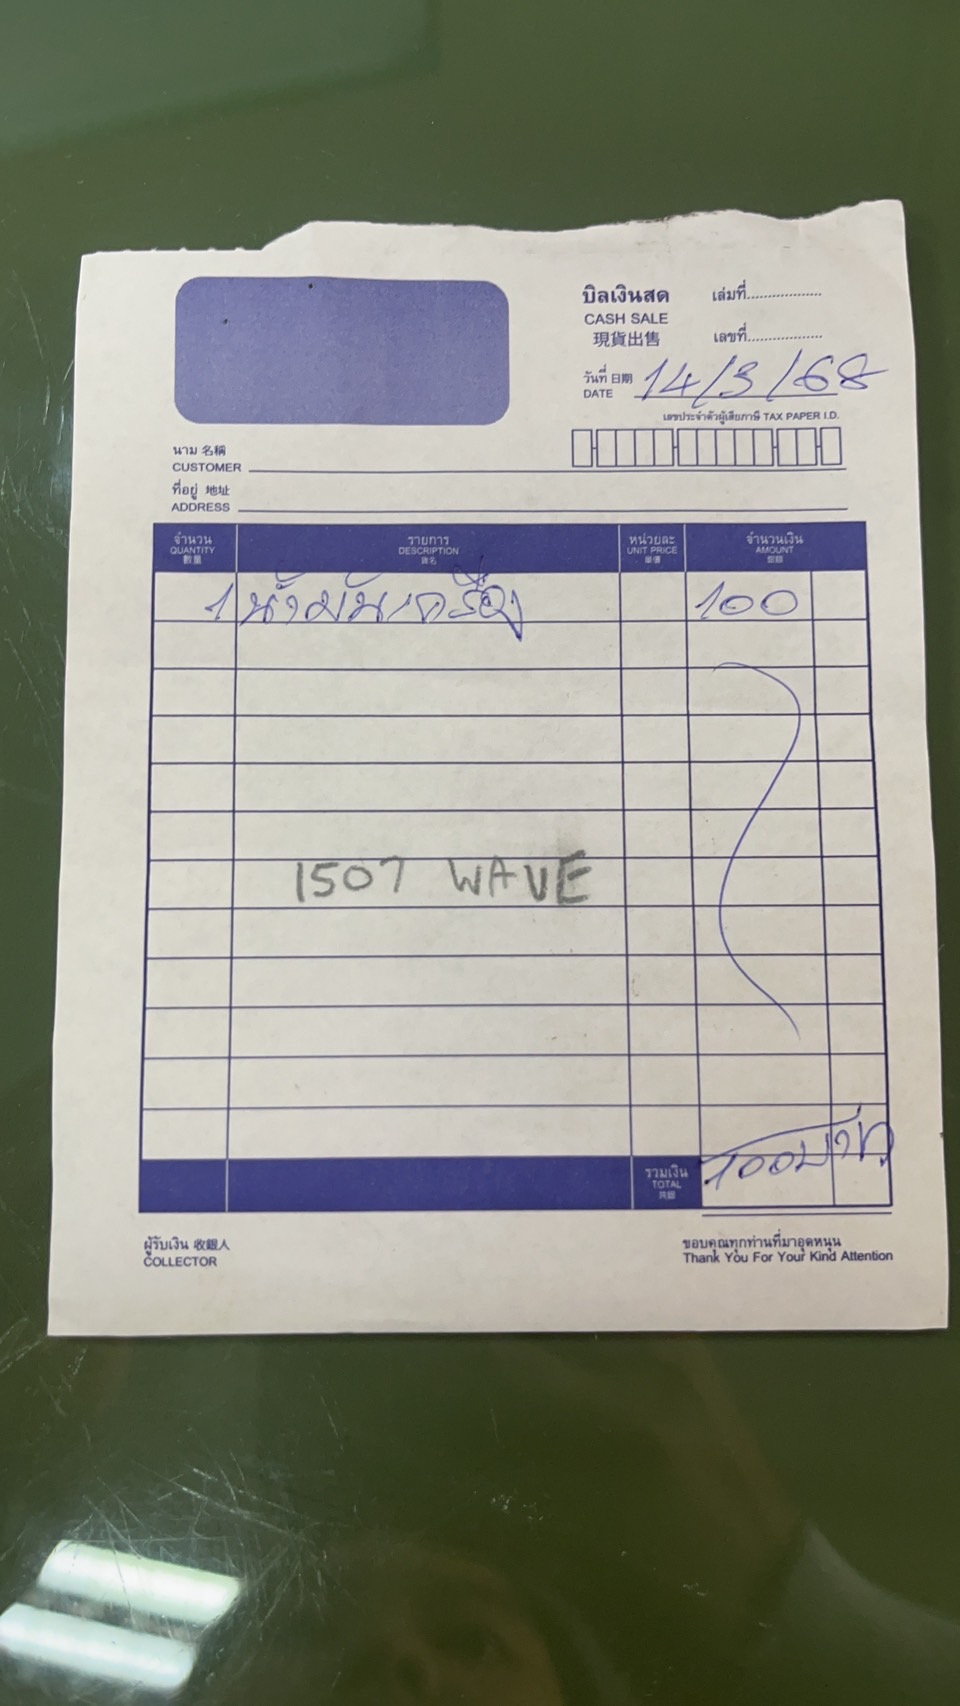 บิลเงินสด เล่มที่..................
CASH SALE
現貨出售 เลขที่..................
วันที่ 日期 14/3/68
DATE
เลขประจำตัวผู้เสียภาษี TAX PAPER I.D.
นาม 名稱
CUSTOMER
ที่อยู่ 地址
ADDRESS
จำนวน รายการ หน่วยละ จำนวนเงิน
QUANTITY DESCRIPTION UNIT PRICE AMOUNT
數量 單價
1 น้ำมันเครื่อง 100
1507 WAVE
รวมเงิน 100บาท
TOTAL
ผู้รับเงิน 收銀人 ขอบคุณทุกท่านที่มาอุดหนุน
COLLECTOR Thank You For Your Kind Attention